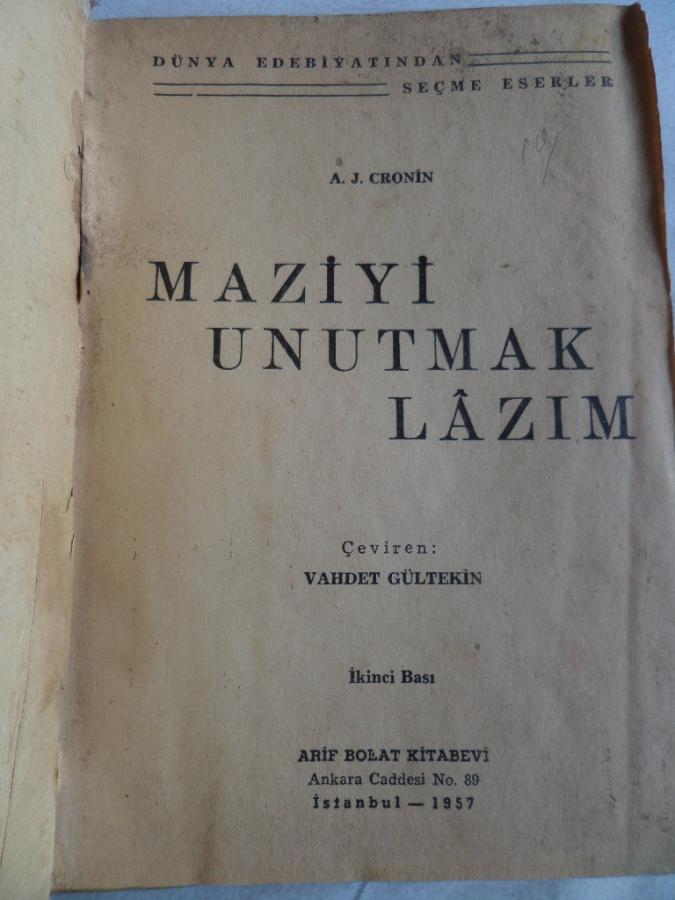 DÜNYA EDEBİYATINDAN
SEÇME ESERLER
A. J. CRONİN
MAZİYİ
UNUTMAK
LÂZIM
Çeviren:
VAHDET GÜLTEKİN
İkinci Bası
ARİF BOLAT KİTABEVİ
Ankara Caddesi No. 89
İstanbul — 1957